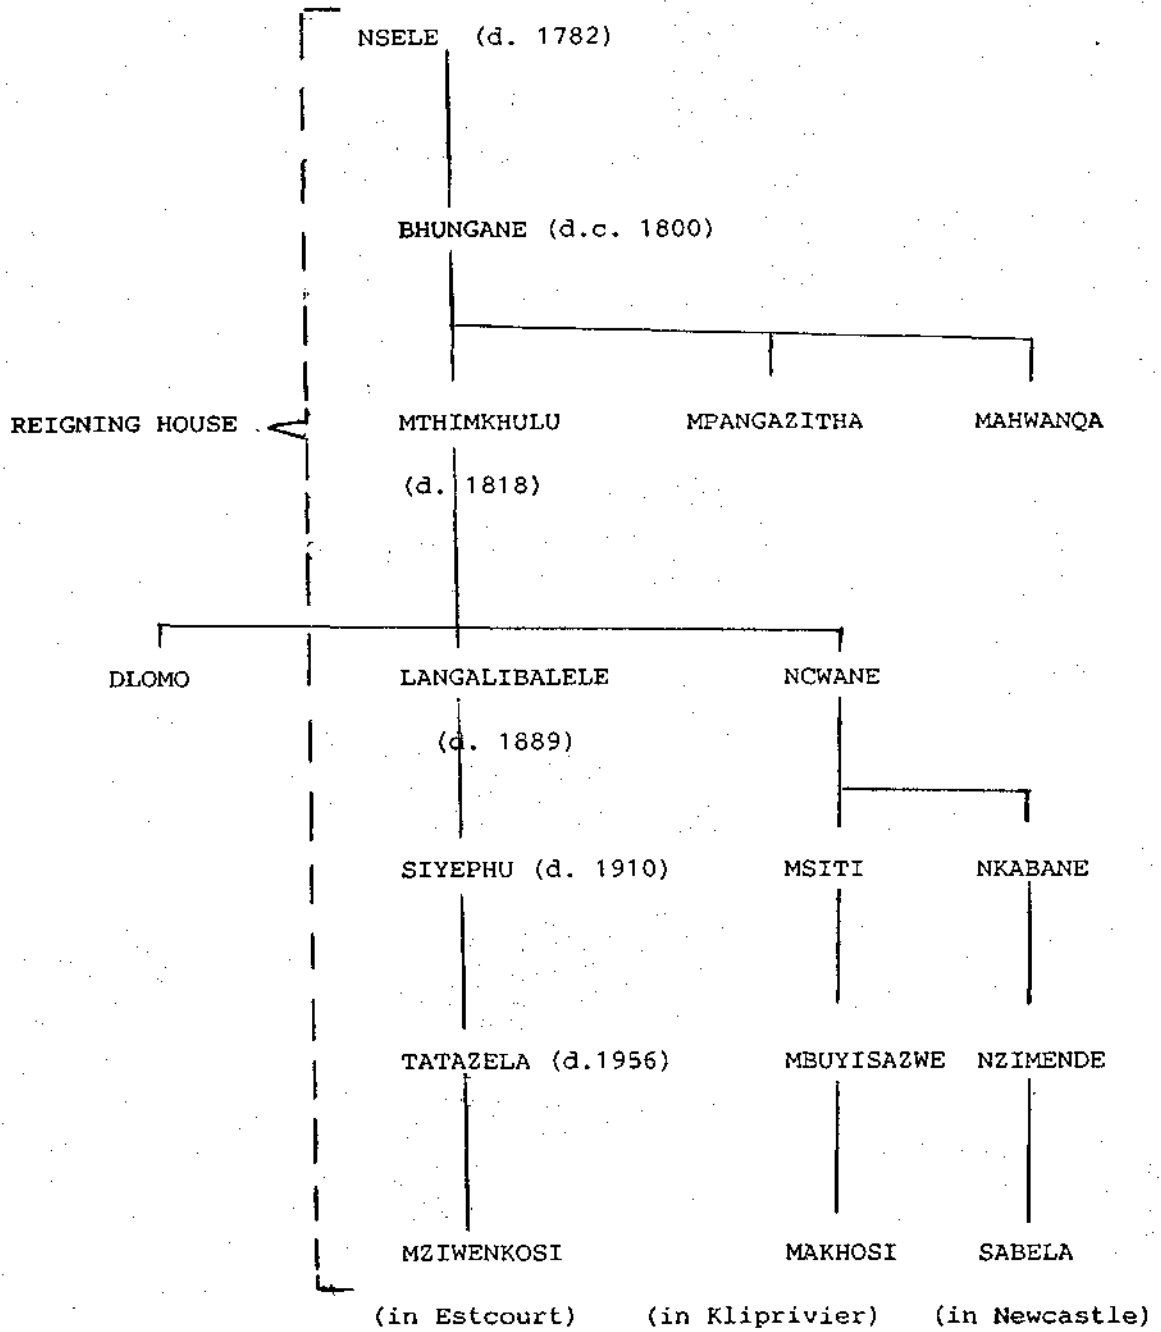 NSELE (d. 1782)
BHUNGANE (d.c. 1800)
REIGNING HOUSE MTHIMKHULU MPANGAZITHA MAHWANQA
(d. 1818)
DLOMO LANGALIBALELE NCWANE
(d. 1889)
SIYEPHU (d. 1910) MSITI NKABANE
TATAZELA (d.1956) MBUYISAZWE NZIMENDE
MZIWENKOSI MAKHOSI SABELA
(in Estcourt) (in Kliprivier) (in Newcastle)